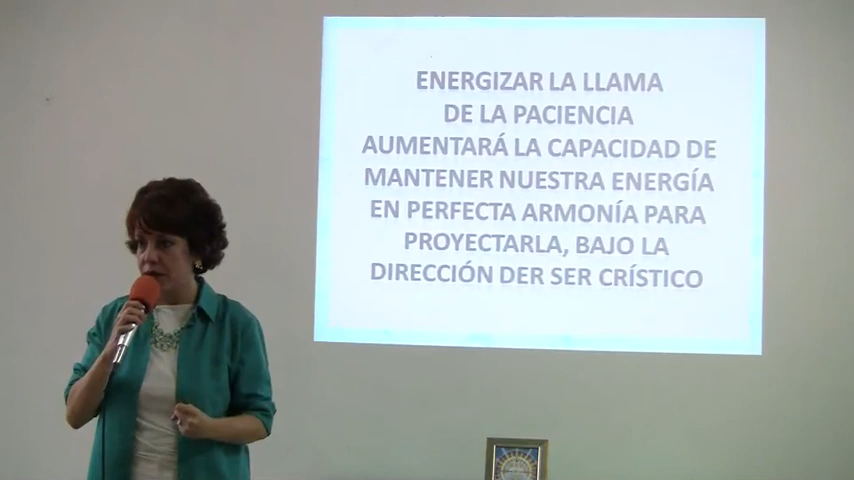 ENERGIZAR LA LLAMA
DE LA PACIENCIA
AUMENTARÁ LA CAPACIDAD DE
MANTENER NUESTRA ENERGÍA
EN PERFECTA ARMONÍA PARA
PROYECTARLA, BAJO LA
DIRECCIÓN DEL SER CRÍSTICO